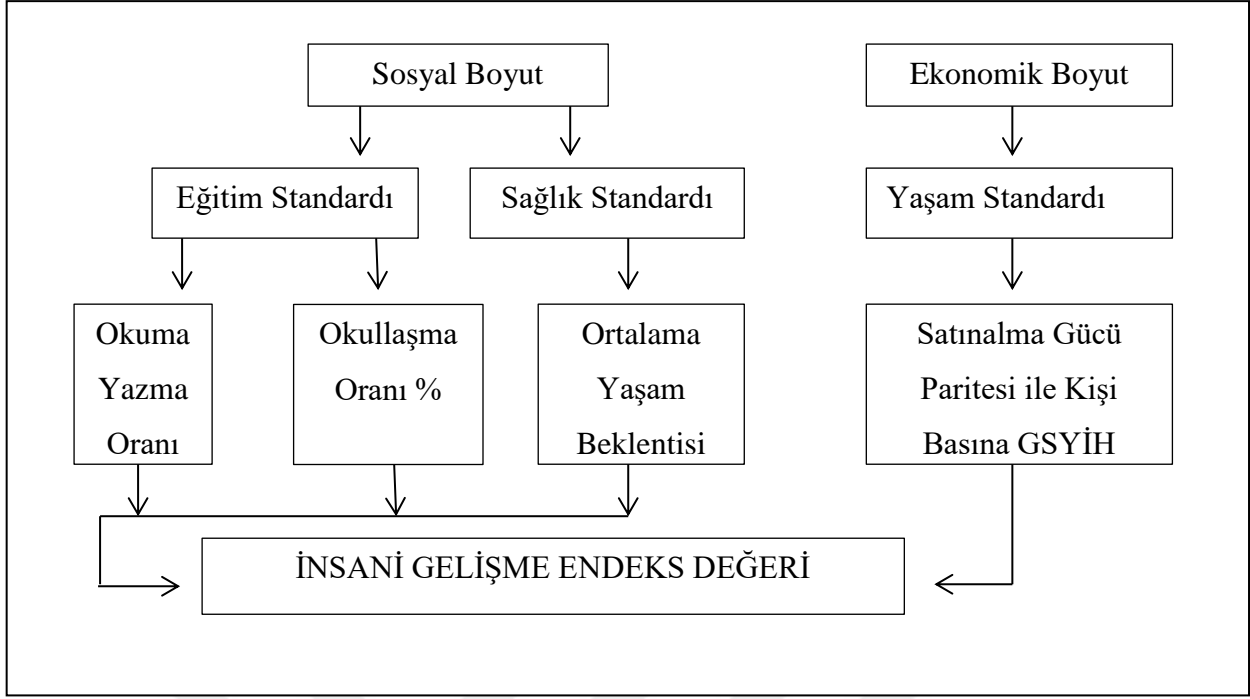 Sosyal Boyut
Ekonomik Boyut
Eğitim Standardı
Sağlık Standardı
Yaşam Standardı
Okuma
Yazma
Oranı
Okullaşma
Oranı %
Ortalama
Yaşam
Beklentisi
Satınalma Gücü
Paritesi ile Kişi
Basına GSYİH
İNSANİ GELİŞME ENDEKS DEĞERİ